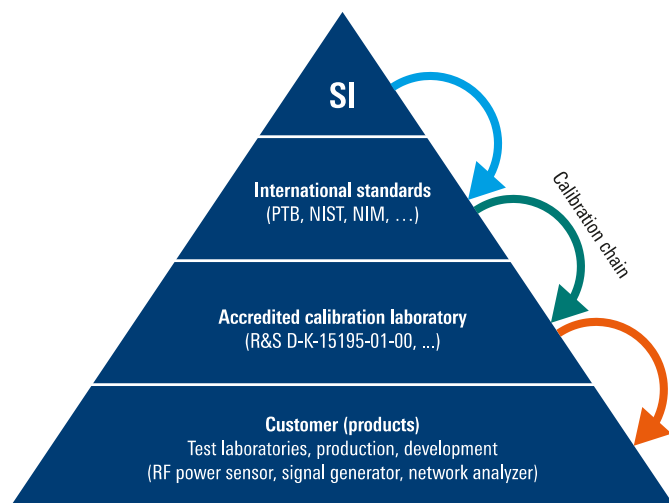 SI
International standards
(PTB, NIST, NIM, …)
Calibration chain
Accredited calibration laboratory
(R&S D-K-15195-01-00, ...)
Customer (products)
Test laboratories, production, development
(RF power sensor, signal generator, network analyzer)